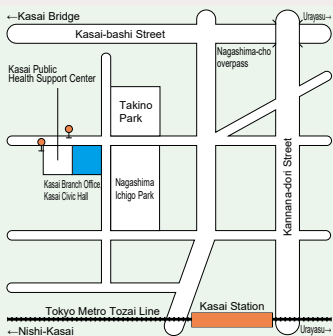 ←Kasai Bridge
Urayasu→
Kasai-bashi Street
Nagashima-cho
overpass
Kasai Public
Health Support Center
Takino
Park
Kannana-dori Street
Kasai Branch Office,
Kasai Civic Hall
Nagashima
Ichigo Park
Tokyo Metro Tozai Line
Kasai Station
←Nishi-Kasai
Urayasu→